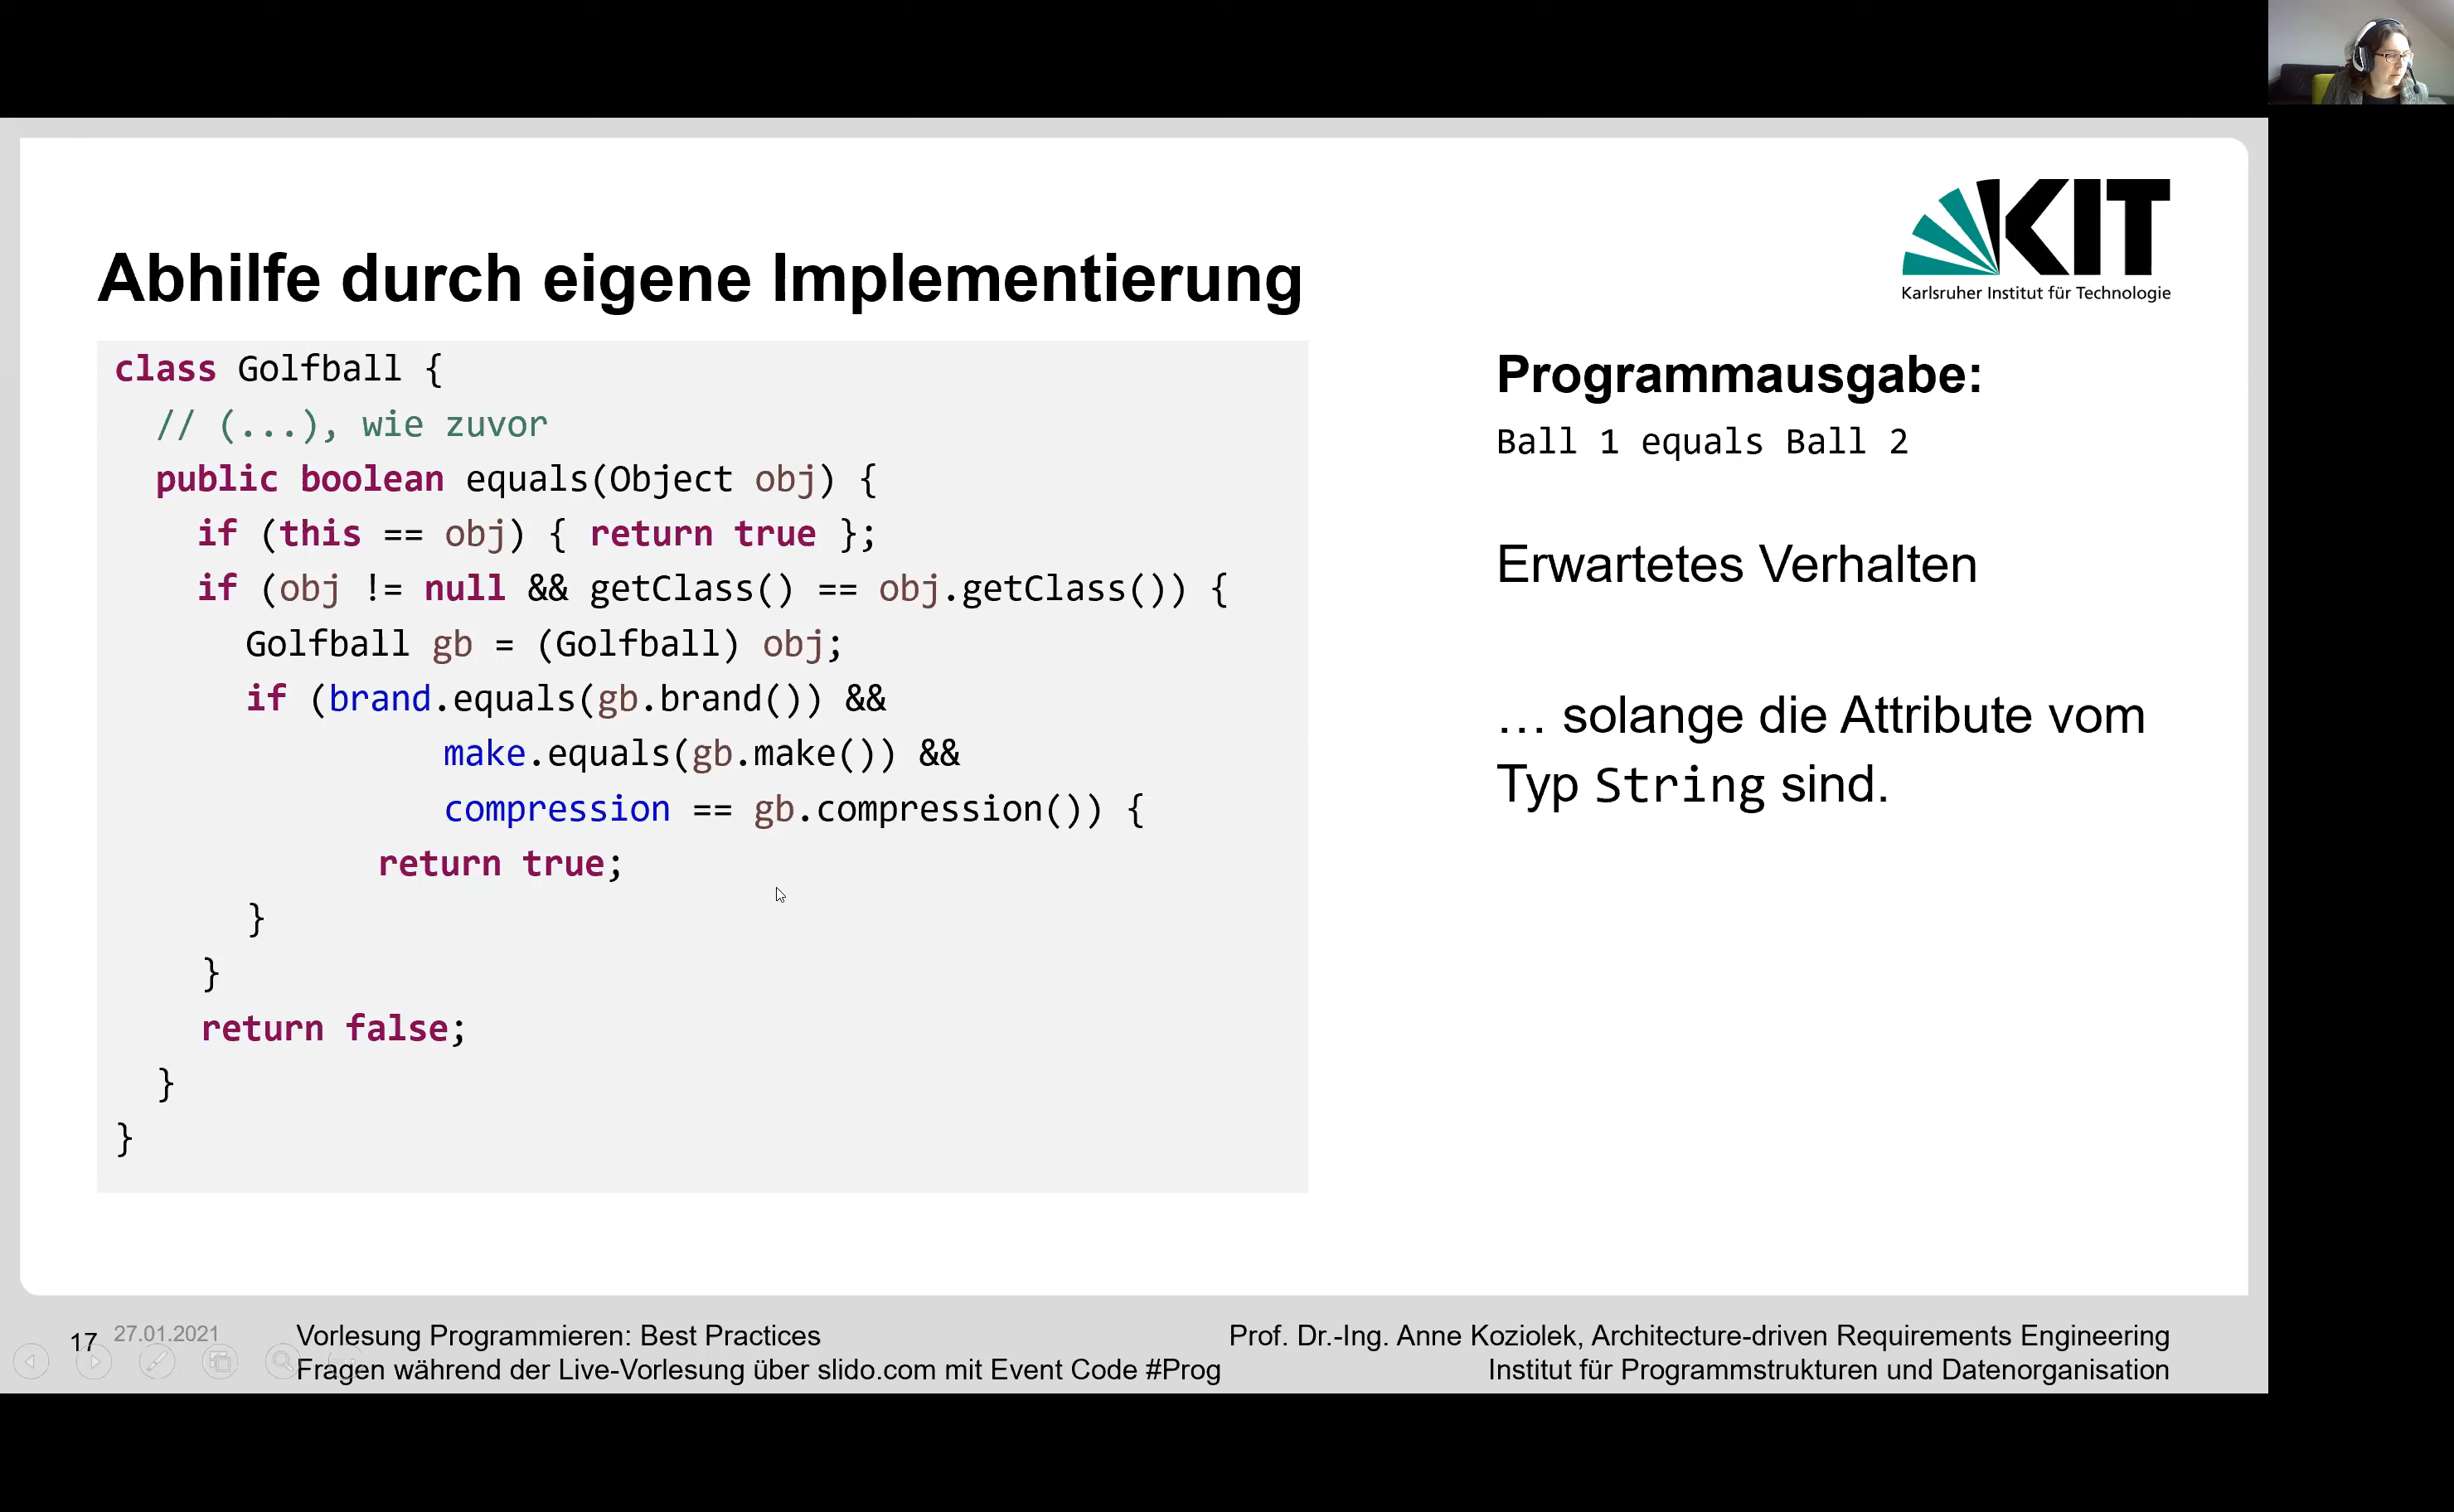 KIT
Karlsruher Institut für Technologie
Abhilfe durch eigene Implementierung
class Golfball {
// (...), wie zuvor
public boolean equals(Object obj) {
if (this == obj) { return true };
if (obj != null && getClass() == obj.getClass()) {
Golfball gb = (Golfball) obj;
if (brand.equals(gb.brand()) &&
make.equals(gb.make()) &&
compression == gb.compression()) {
return true;
}
}
return false;
}
}
Programmausgabe:
Ball 1 equals Ball 2
Erwartetes Verhalten
… solange die Attribute vom
Typ String sind.
17
27.01.2021
Vorlesung Programmieren: Best Practices
Fragen während der Live-Vorlesung über slido.com mit Event Code #Prog
Prof. Dr.-Ing. Anne Koziolek, Architecture-driven Requirements Engineering
Institut für Programmstrukturen und Datenorganisation